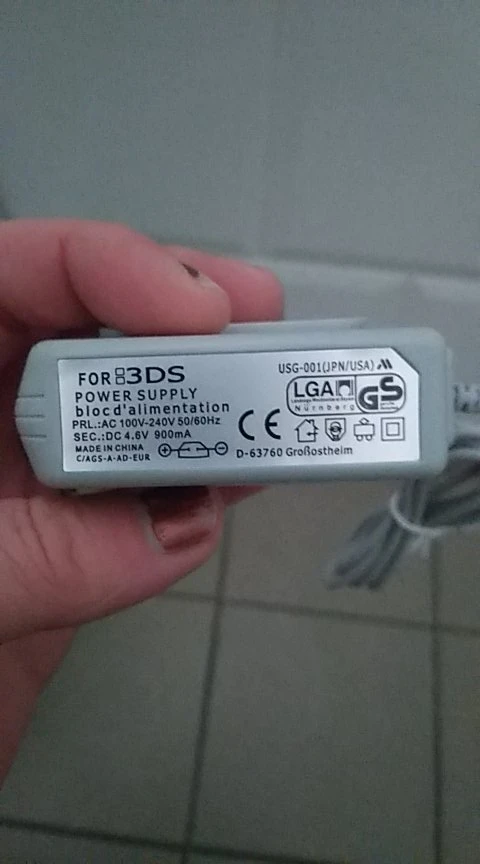 FOR 3DS
POWER SUPPLY
bloc d'alimentation
PRL.:AC 100V-240V 50/60Hz
SEC.:DC 4.6V 900mA
MADE IN CHINA
C/AGS-A-AD-EUR
USG-001(JPN/USA)
LGA
Nürnberg
GS
CE
D-63760 Großostheim